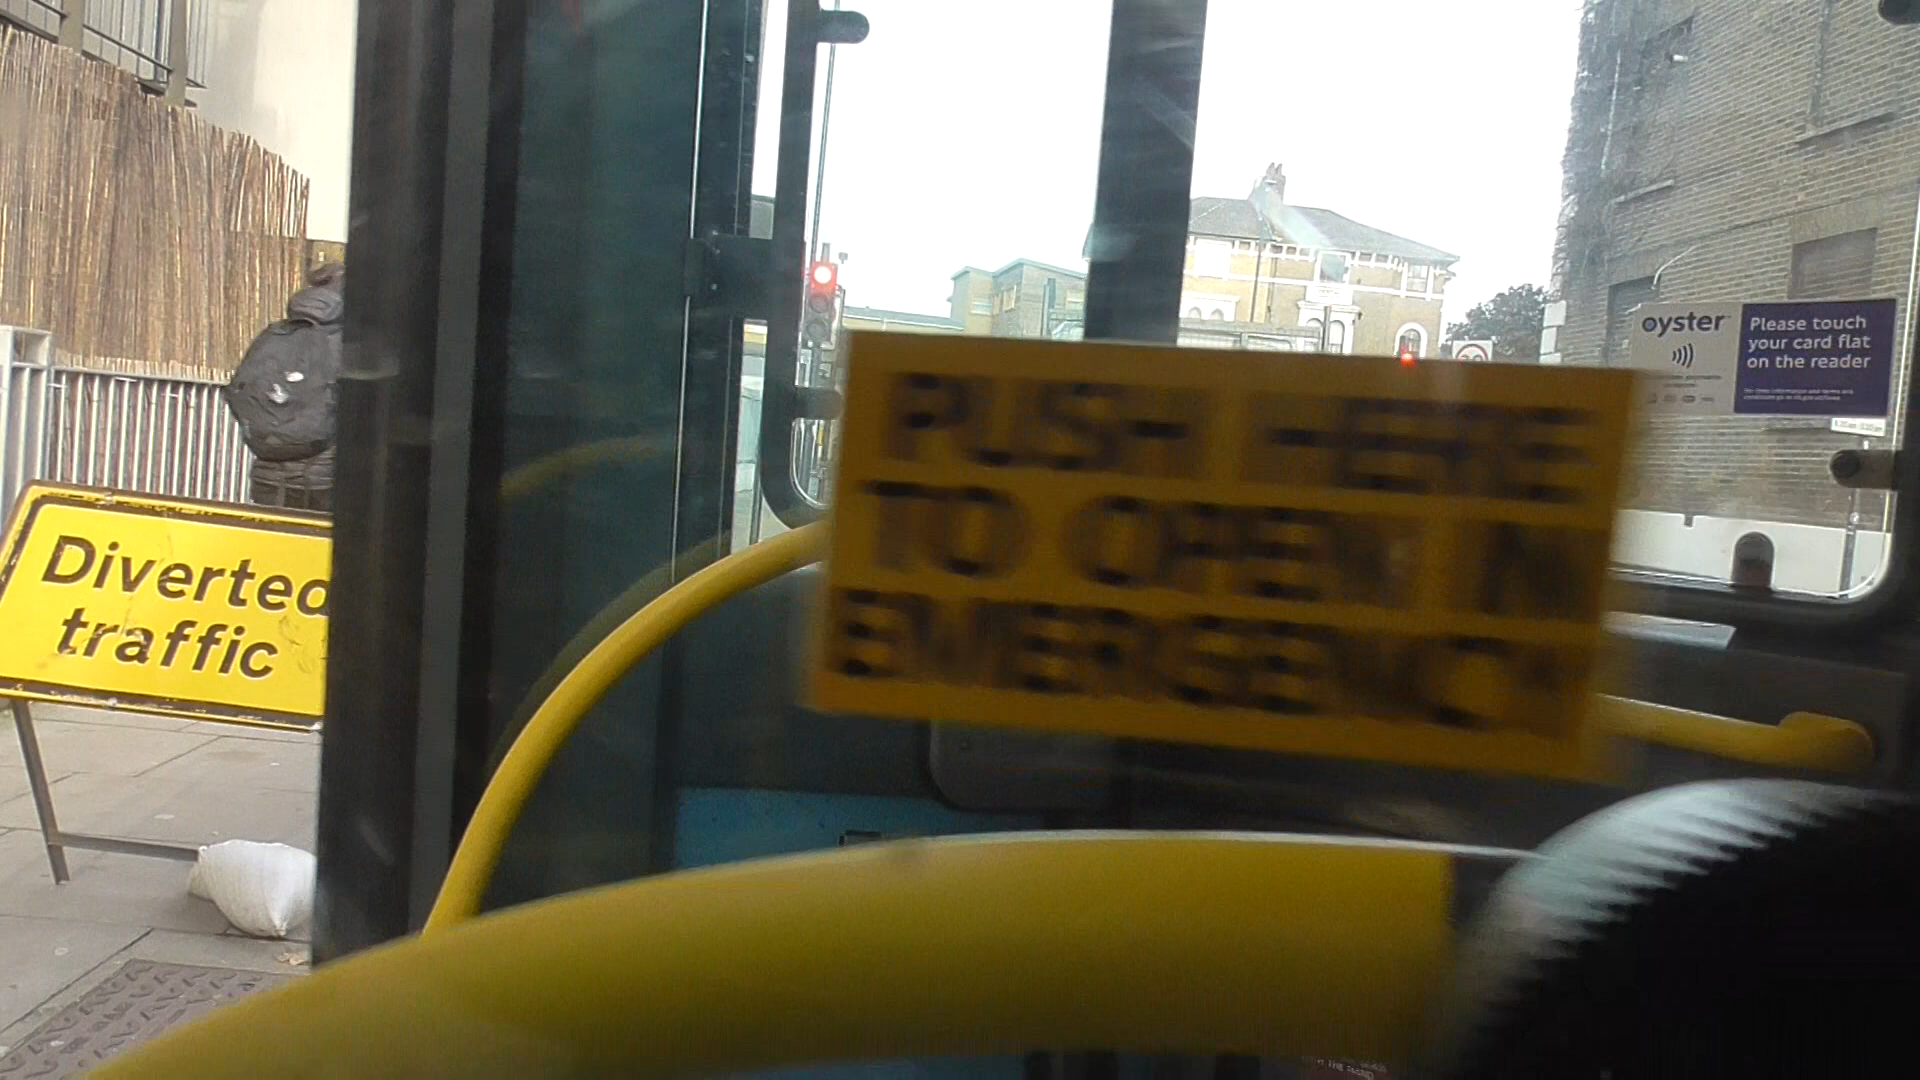 Diverted
traffic
PUSH HERE
TO OPEN IN
EMERGENCY
oyster
Please touch
your card flat
on the reader